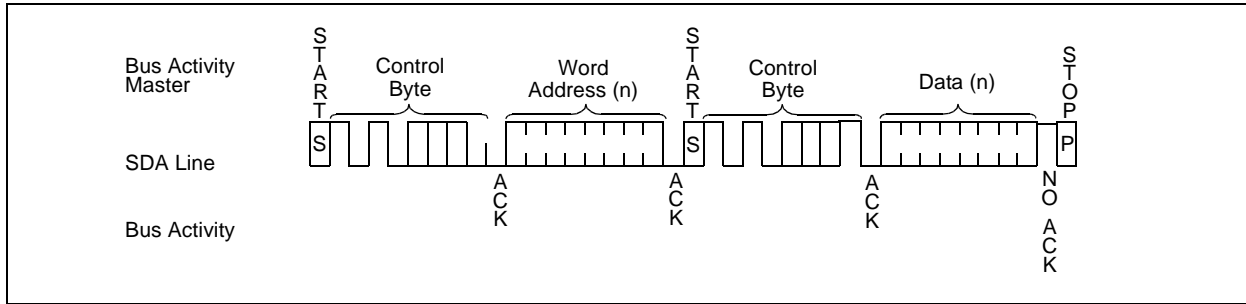 Bus Activity
Master
SDA Line
Bus Activity
START
Control
Byte
Word
Address (n)
START
Control
Byte
Data (n)
STOP
S
S
P
ACK
ACK
ACK
NO ACK